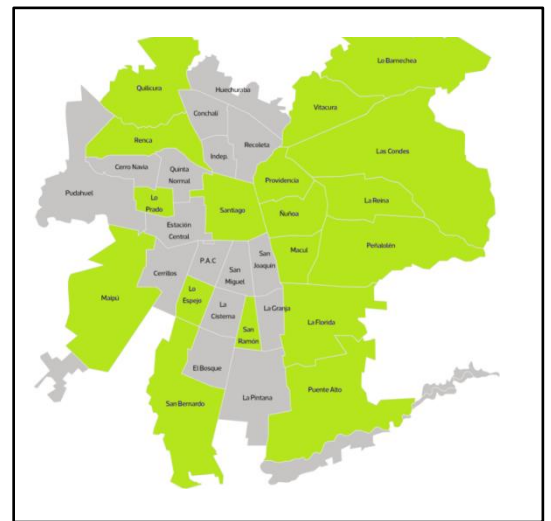 Lo Barnechea
Quilicura
Huechuraba
Vitacura
Conchalí
Renca
Recoleta
Las Condes
Indep.
Cerro Navia
Quinta
Normal
Providencia
Pudahuel
Lo
Prado
Santiago
Ñuñoa
La Reina
Estación
Central
Macul
Peñalolén
P.A.C
San
Joaquín
Cerrillos
San
Miguel
Maipú
Lo
Espejo
La
Cisterna
La Granja
La Florida
San
Ramón
El Bosque
Puente Alto
San Bernardo
La Pintana